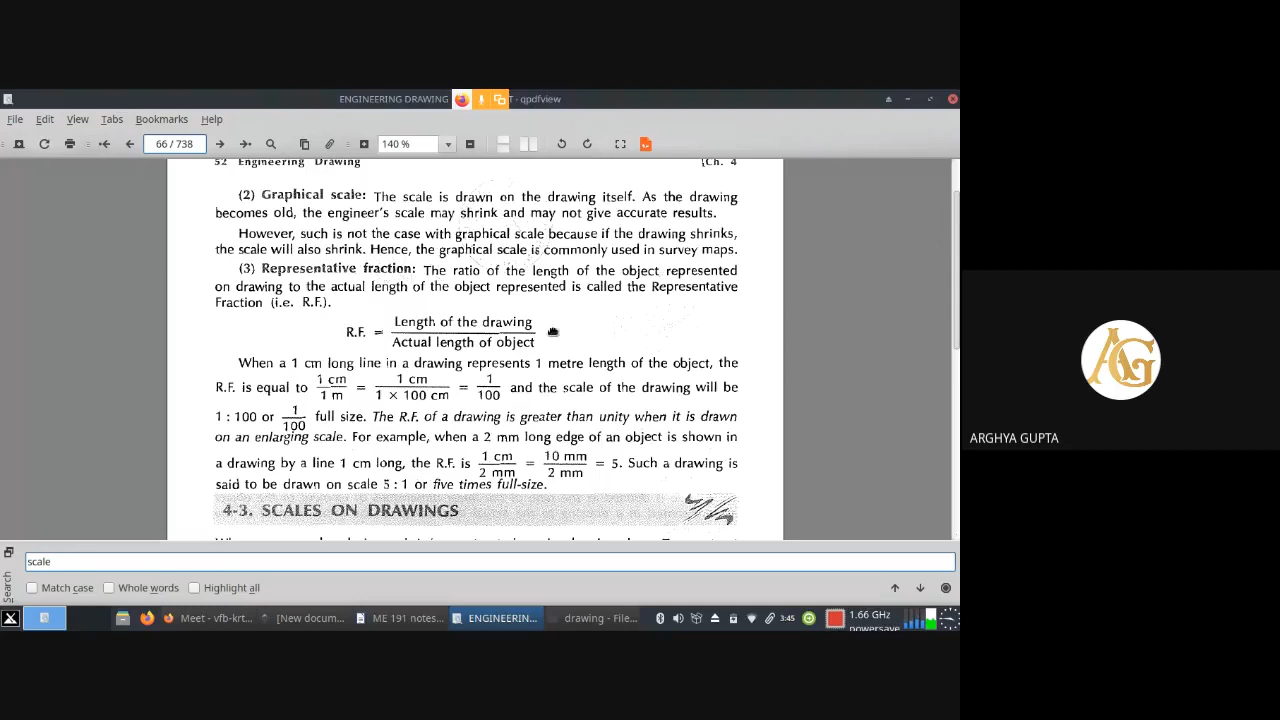 ENGINEERING DRAWING T - qpdfview
File Edit View Tabs Bookmarks Help
66 / 738 140 %
52 Engineering Drawing [Ch. 4
(2) Graphical scale: The scale is drawn on the drawing itself. As the drawing
becomes old, the engineer's scale may shrink and may not give accurate results.
However, such is not the case with graphical scale because if the drawing shrinks,
the scale will also shrink. Hence, the graphical scale is commonly used in survey maps.
(3) Representative fraction: The ratio of the length of the object represented
on drawing to the actual length of the object represented is called the Representative
Fraction (i.e. R.F.).
R.F. = Length of the drawing / Actual length of object
When a 1 cm long line in a drawing represents 1 metre length of the object, the
R.F. is equal to 1 cm / 1 m = 1 cm / 1 × 100 cm = 1 / 100 and the scale of the drawing will be
1 : 100 or 1 / 100 full size. The R.F. of a drawing is greater than unity when it is drawn
on an enlarging scale. For example, when a 2 mm long edge of an object is shown in
a drawing by a line 1 cm long, the R.F. is 1 cm / 2 mm = 10 mm / 2 mm = 5. Such a drawing is
said to be drawn on scale 5 : 1 or five times full-size.
4-3. SCALES ON DRAWINGS
Search
scale
Match case Whole words Highlight all
Meet - vfb-krt... [New docum... ME 191 notes... ENGINEERIN... drawing - File... 3:45 1.66 GHz
powersave
AG
ARGHYA GUPTA